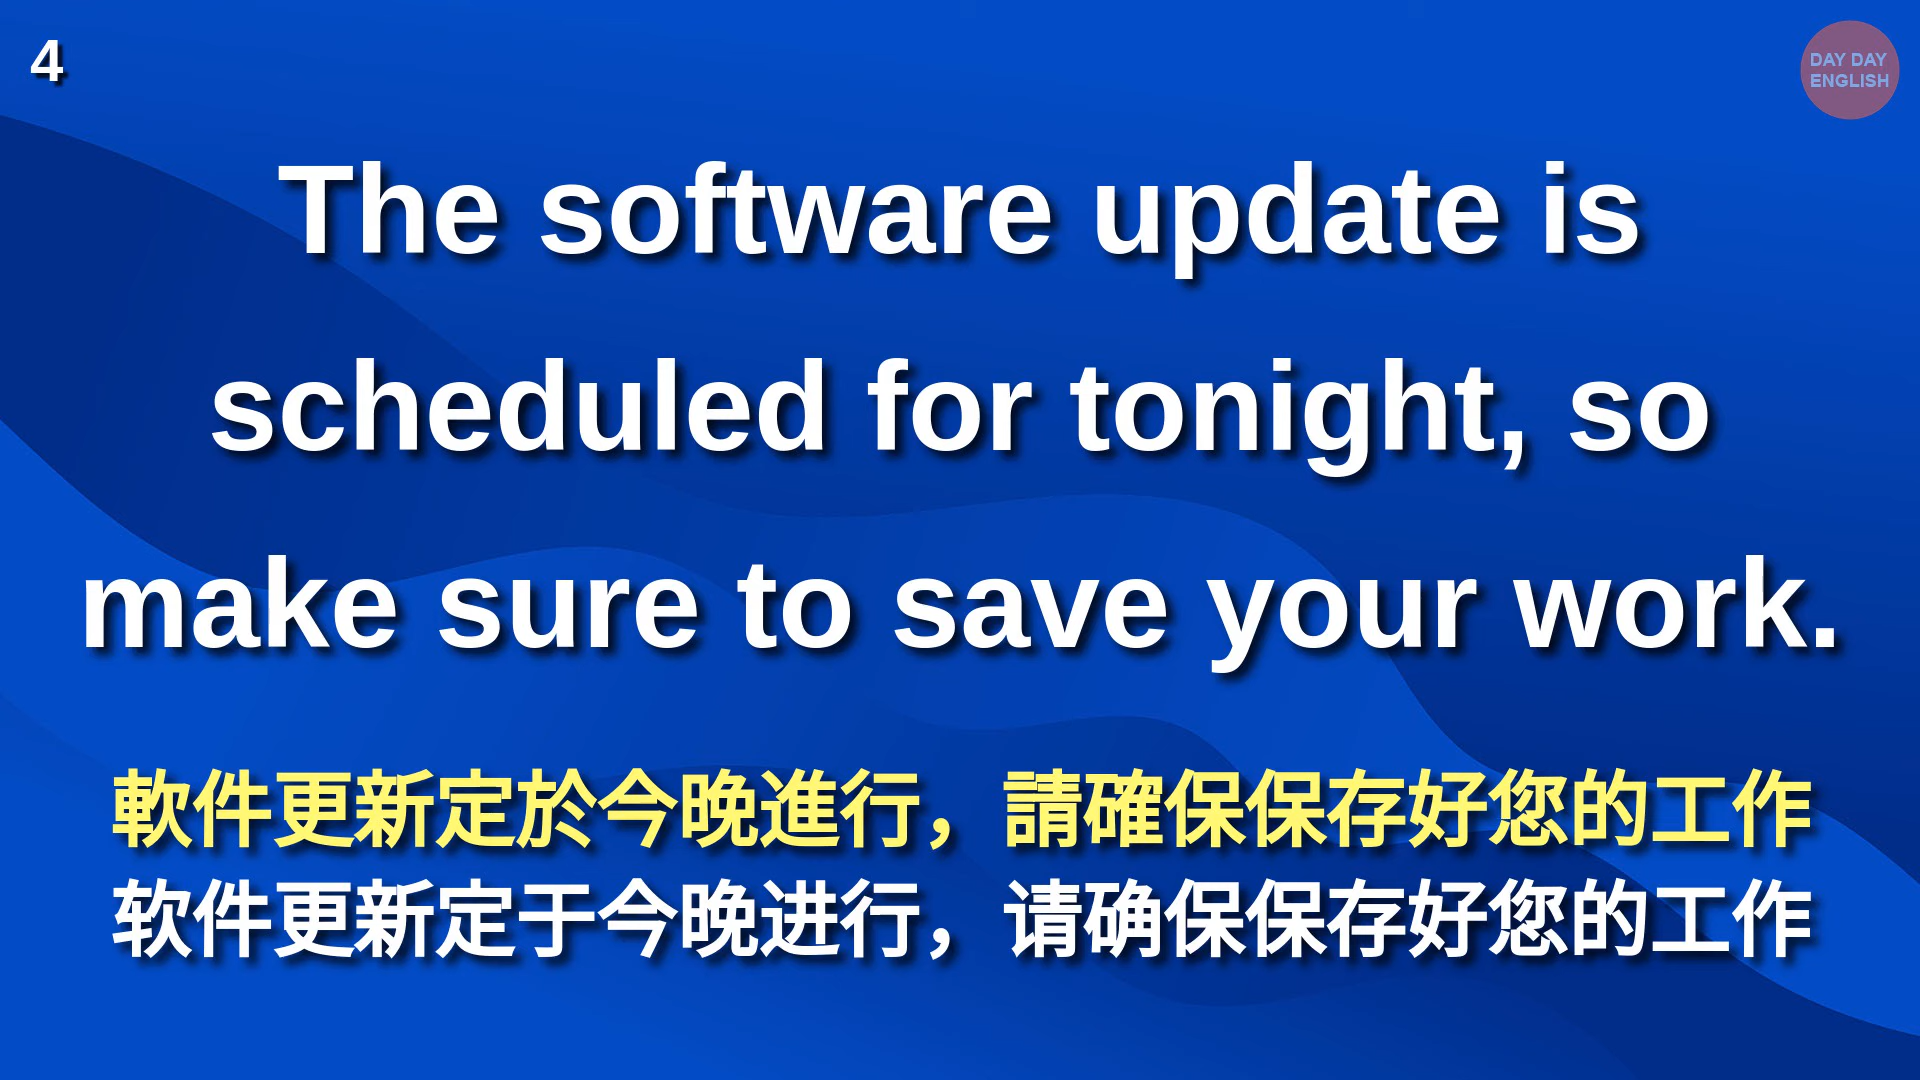 4
DAY DAY
ENGLISH
The software update is
scheduled for tonight, so
make sure to save your work.
軟件更新定於今晚進行，請確保保存好您的工作
软件更新定于今晚进行，请确保保存好您的工作